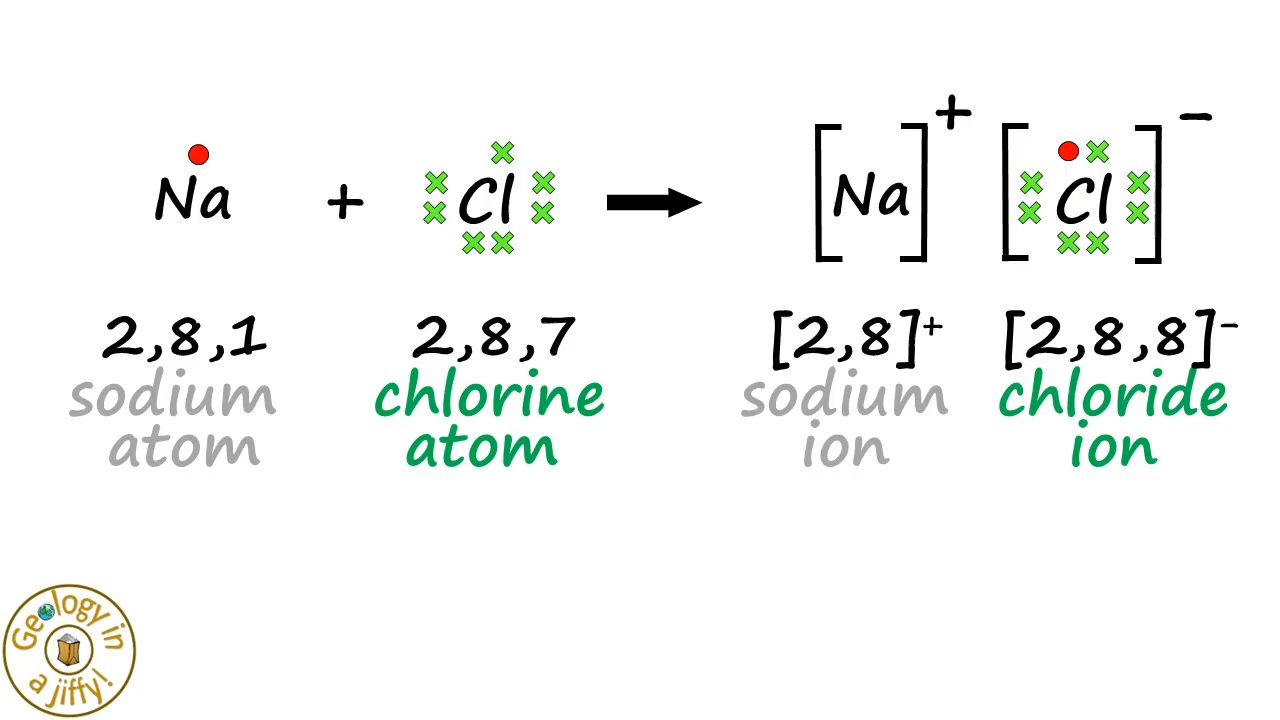 Na + Cl → [Na]⁺ [Cl]⁻
2,8,1 2,8,7 [2,8]⁺ [2,8,8]⁻
sodium atom
chlorine atom
sodium ion
chloride ion
Geology in a jiffy!